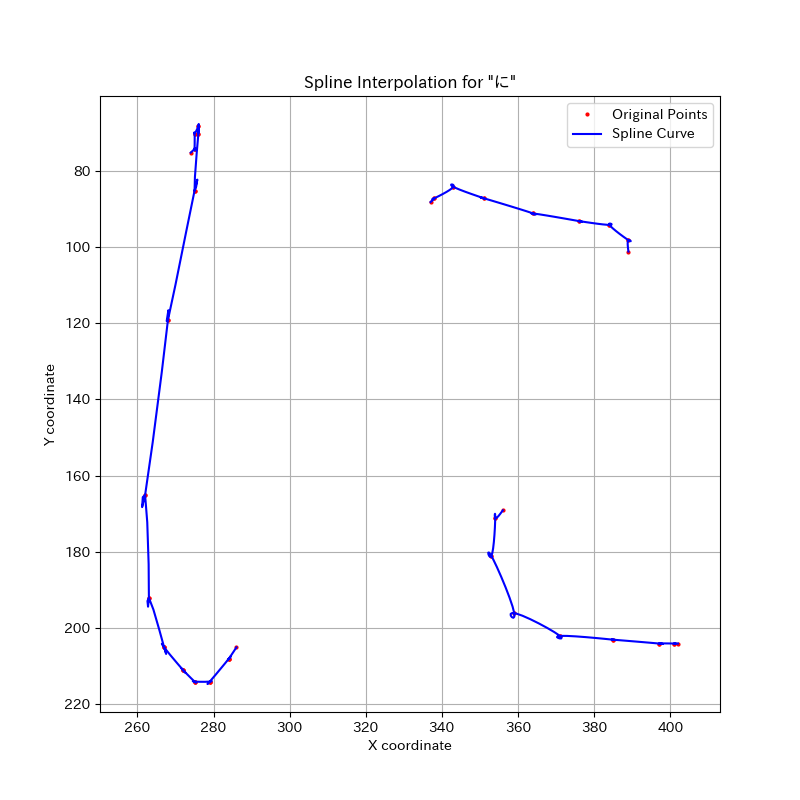 Spline Interpolation for "に"
Original Points
Spline Curve
80
100
120
140
160
180
200
220
Y coordinate
260 280 300 320 340 360 380 400
X coordinate